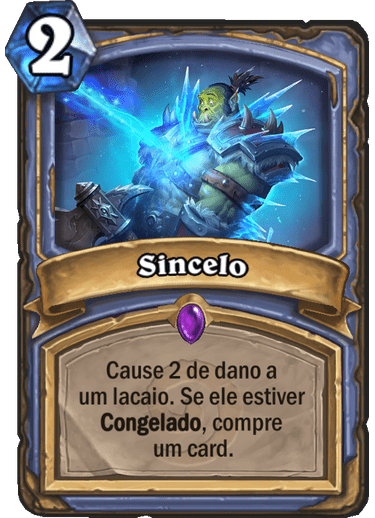 2
Sincelo
Cause 2 de dano a
um lacaio. Se ele estiver
Congelado, compre
um card.